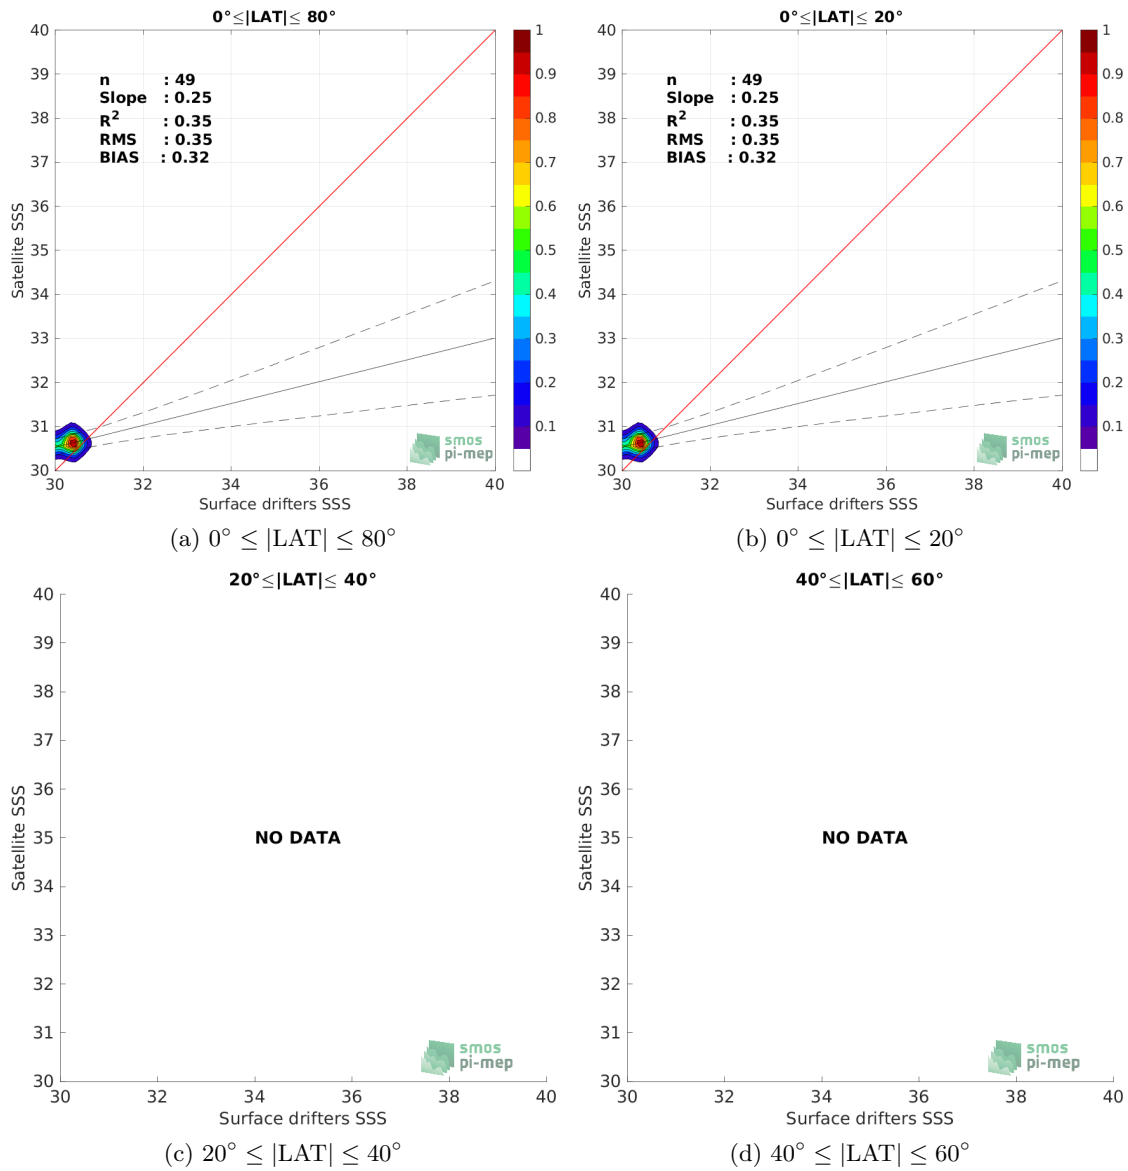 0°≤|LAT|≤ 80°
40
39
38
37
36
35
34
33
32
31
30
Satellite SSS
n : 49
Slope : 0.25
R² : 0.35
RMS : 0.35
BIAS : 0.32
1
0.9
0.8
0.7
0.6
0.5
0.4
0.3
0.2
0.1
smos
pi-mep
30 32 34 36 38 40
Surface drifters SSS
(a) 0° ≤ |LAT| ≤ 80°
0°≤|LAT|≤ 20°
40
39
38
37
36
35
34
33
32
31
30
Satellite SSS
n : 49
Slope : 0.25
R² : 0.35
RMS : 0.35
BIAS : 0.32
1
0.9
0.8
0.7
0.6
0.5
0.4
0.3
0.2
0.1
smos
pi-mep
30 32 34 36 38 40
Surface drifters SSS
(b) 0° ≤ |LAT| ≤ 20°
20°≤|LAT|≤ 40°
40
39
38
37
36
35
34
33
32
31
30
Satellite SSS
NO DATA
smos
pi-mep
30 32 34 36 38 40
Surface drifters SSS
(c) 20° ≤ |LAT| ≤ 40°
40°≤|LAT|≤ 60°
40
39
38
37
36
35
34
33
32
31
30
Satellite SSS
NO DATA
smos
pi-mep
30 32 34 36 38 40
Surface drifters SSS
(d) 40° ≤ |LAT| ≤ 60°